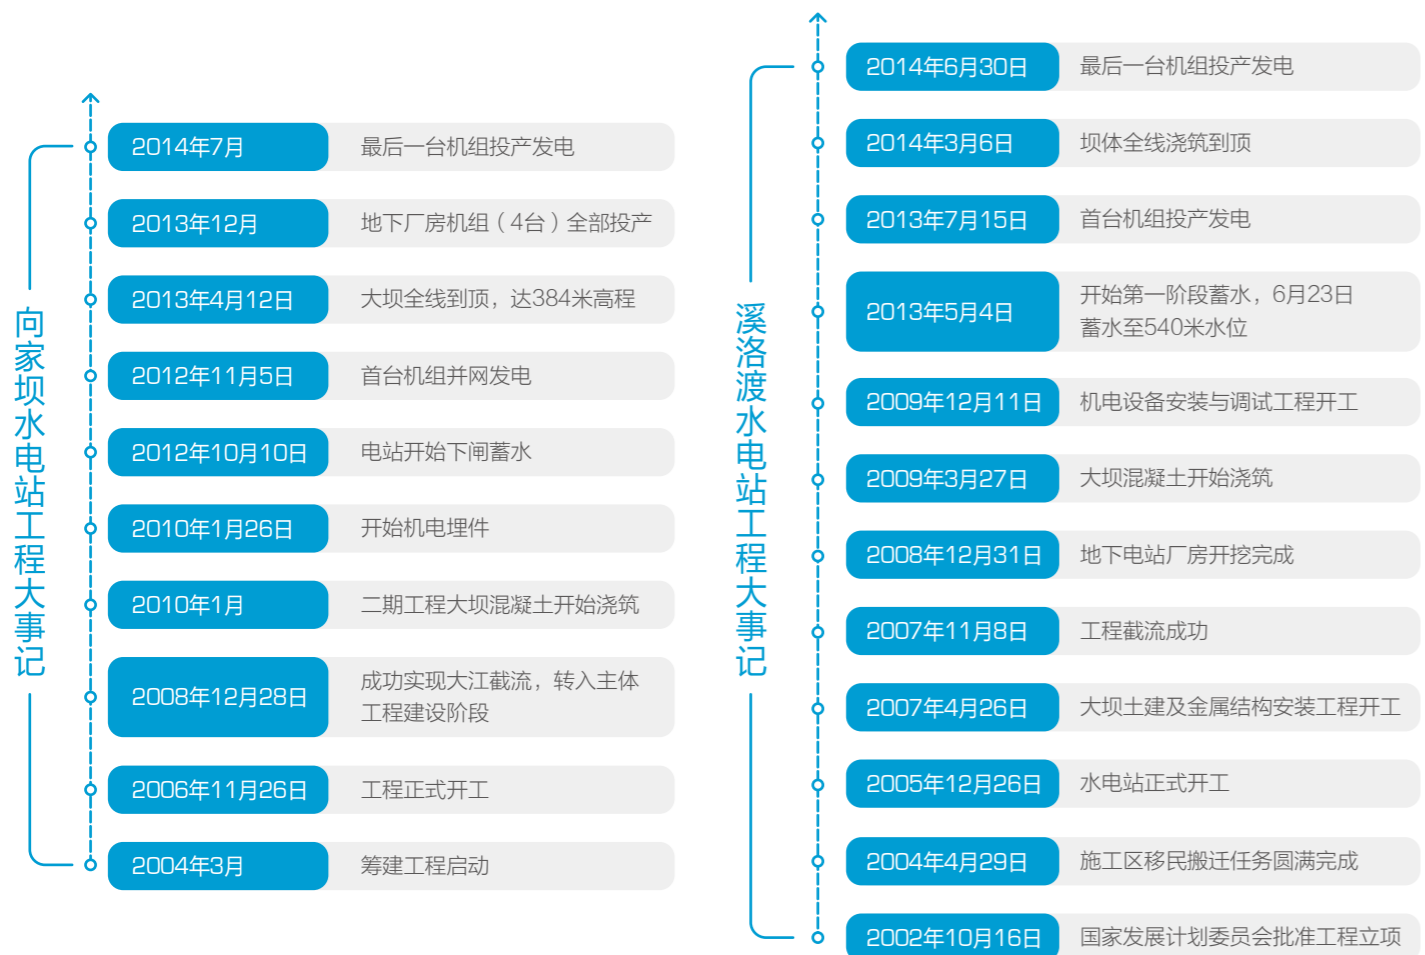 向家坝水电站工程大事记
2014年7月 最后一台机组投产发电
2013年12月 地下厂房机组（4台）全部投产
2013年4月12日 大坝全线到顶，达384米高程
2012年11月5日 首台机组并网发电
2012年10月10日 电站开始下闸蓄水
2010年1月26日 开始机电埋件
2010年1月 二期工程大坝混凝土开始浇筑
2008年12月28日 成功实现大江截流，转入主体
工程建设阶段
2006年11月26日 工程正式开工
2004年3月 筹建工程启动
溪洛渡水电站工程大事记
2014年6月30日 最后一台机组投产发电
2014年3月6日 坝体全线浇筑到顶
2013年7月15日 首台机组投产发电
2013年5月4日 开始第一阶段蓄水，6月23日
蓄水至540米水位
2009年12月11日 机电设备安装与调试工程开工
2009年3月27日 大坝混凝土开始浇筑
2008年12月31日 地下电站厂房开挖完成
2007年11月8日 工程截流成功
2007年4月26日 大坝土建及金属结构安装工程开工
2005年12月26日 水电站正式开工
2004年4月29日 施工区移民搬迁任务圆满完成
2002年10月16日 国家发展计划委员会批准工程立项